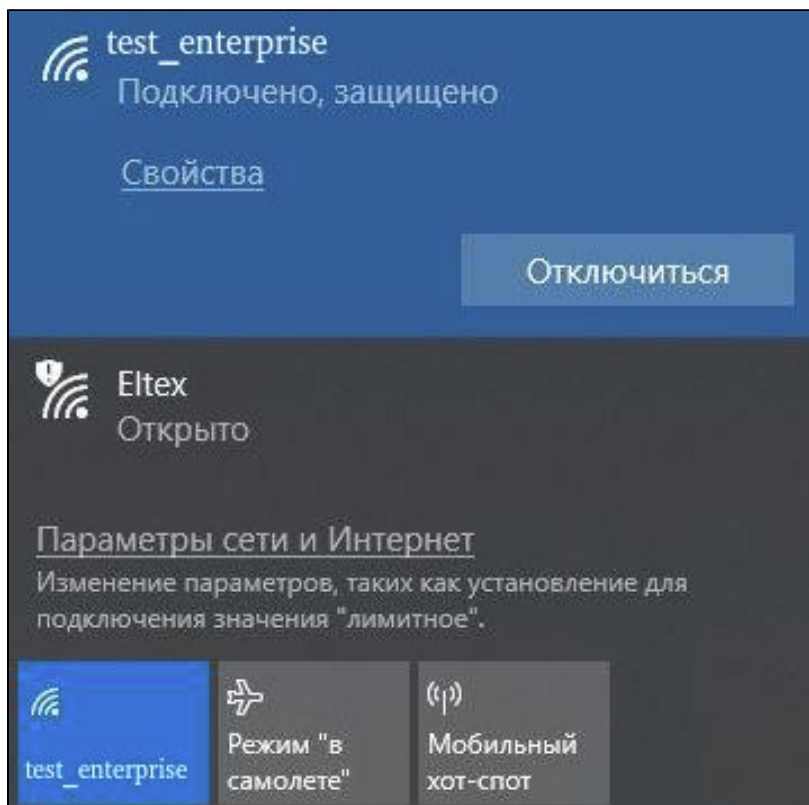 test_enterprise
Подключено, защищено
Свойства
Отключиться
Eltex
Открыто
Параметры сети и Интернет
Изменение параметров, таких как установление для
подключения значения "лимитное".
test_enterprise
Режим "в
самолете"
Мобильный
хот-спот